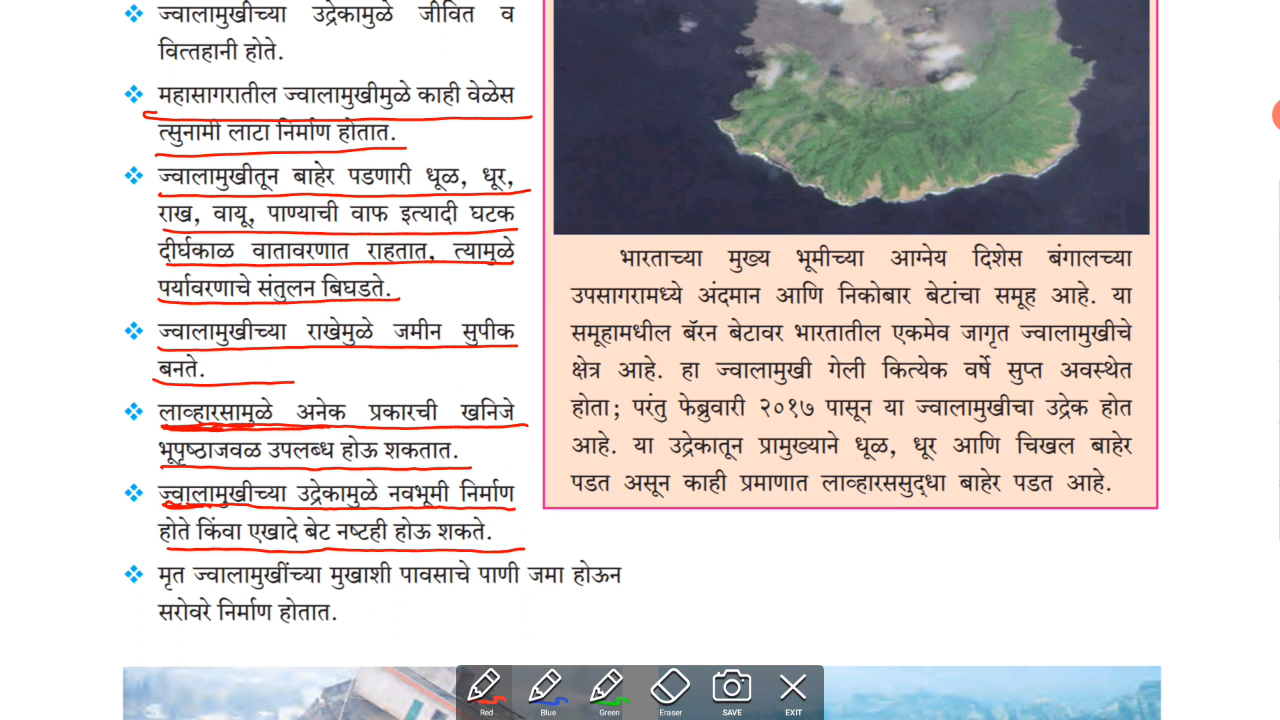 ज्वालामुखीच्या उद्रेकामुळे जीवित व
वित्तहानी होते.
महासागरातील ज्वालामुखीमुळे काही वेळेस
त्सुनामी लाटा निर्माण होतात.
ज्वालामुखीतून बाहेर पडणारी धूळ, धूर,
राख, वायू, पाण्याची वाफ इत्यादी घटक
दीर्घकाळ वातावरणात राहतात, त्यामुळे
पर्यावरणाचे संतुलन बिघडते.
ज्वालामुखीच्या राखेमुळे जमीन सुपीक
बनते.
लाव्हारसामुळे अनेक प्रकारची खनिजे
भूपृष्ठाजवळ उपलब्ध होऊ शकतात.
ज्वालामुखीच्या उद्रेकामुळे नवभूमी निर्माण
होते किंवा एखादे बेट नष्टही होऊ शकते.
मृत ज्वालामुखींच्या मुखाशी पावसाचे पाणी जमा होऊन
सरोवरे निर्माण होतात.
भारताच्या मुख्य भूमीच्या आग्नेय दिशेस बंगालच्या
उपसागरामध्ये अंदमान आणि निकोबार बेटांचा समूह आहे. या
समूहामधील बॅरन बेटावर भारतातील एकमेव जागृत ज्वालामुखीचे
क्षेत्र आहे. हा ज्वालामुखी गेली कित्येक वर्षे सुप्त अवस्थेत
होता; परंतु फेब्रुवारी २०१७ पासून या ज्वालामुखीचा उद्रेक होत
आहे. या उद्रेकातून प्रामुख्याने धूळ, धूर आणि चिखल बाहेर
पडत असून काही प्रमाणात लाव्हारससुद्धा बाहेर पडत आहे.
Red Blue Green Eraser SAVE EXIT